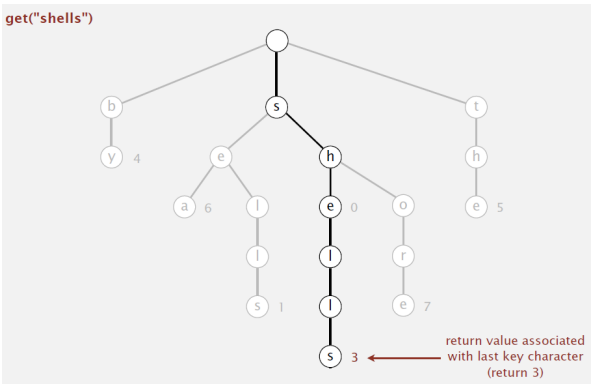 get("shells")
b s t
y 4 e h h
a 6 l e 0 o e 5
l l r
s 1 l e 7
s 3
return value associated
with last key character
(return 3)